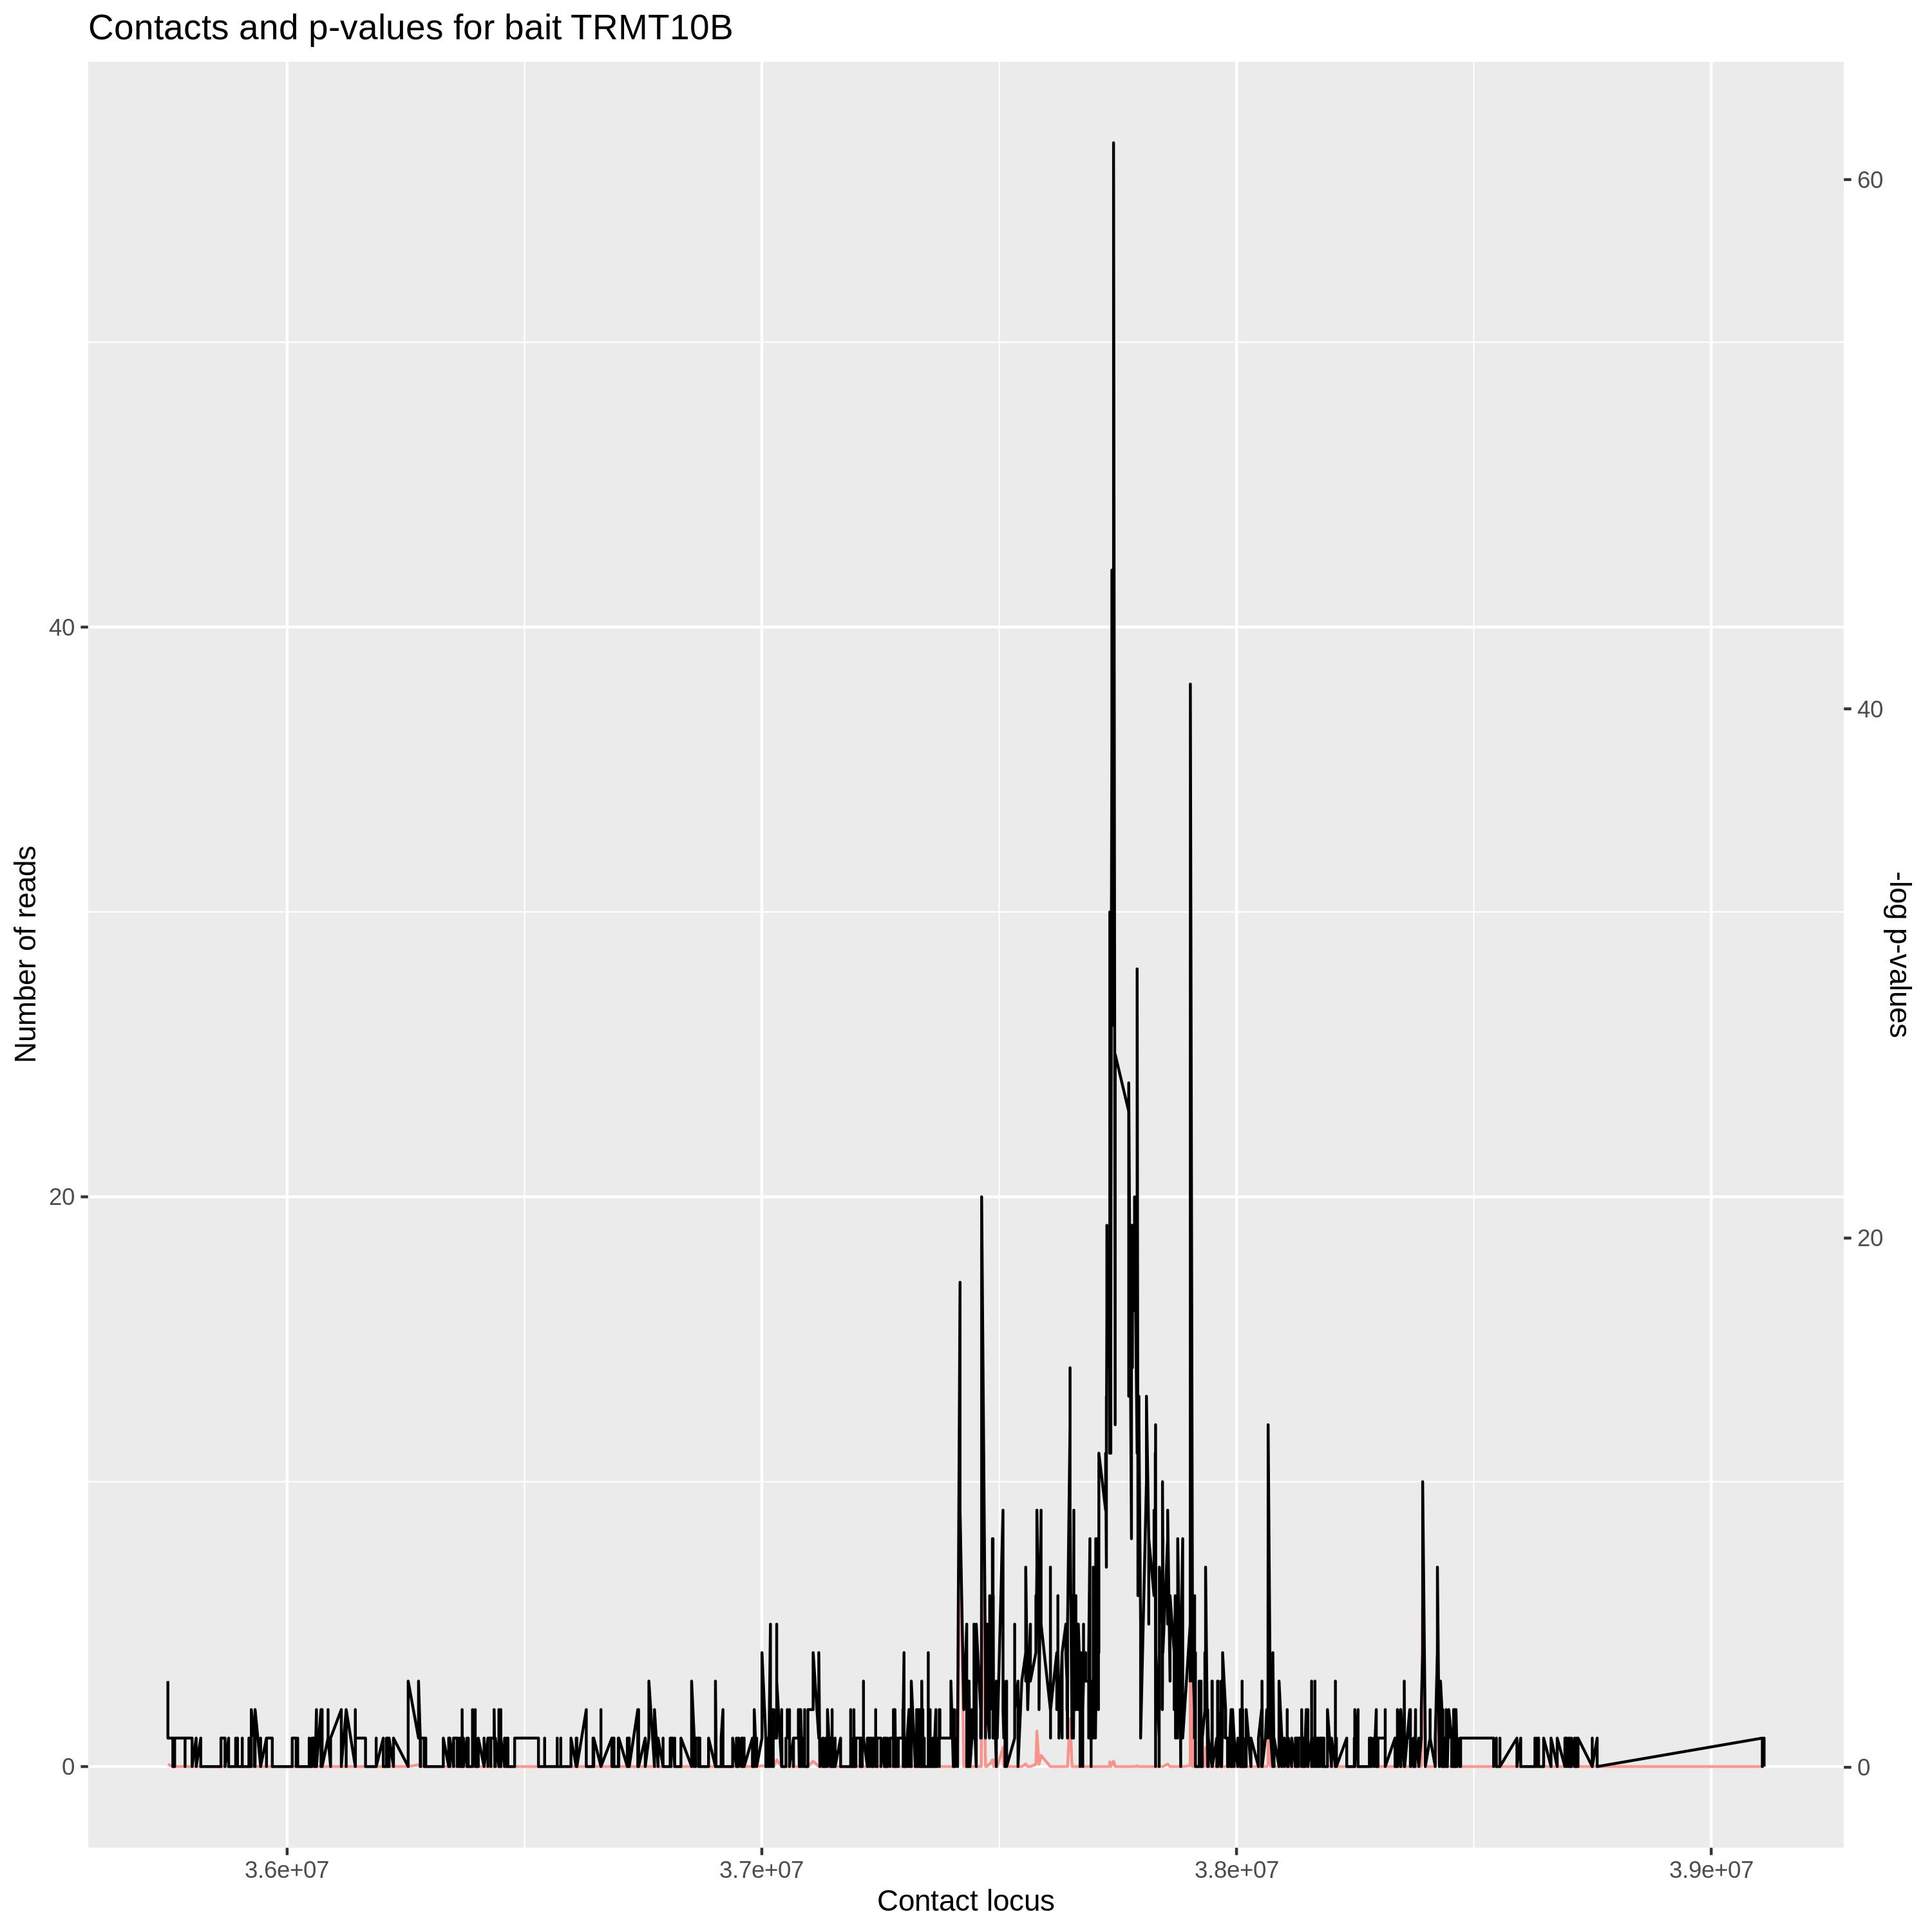 Contacts and p-values for bait TRMT10B
Number of reads
0
20
40
0
20
40
60
-log p-values
3.6e+07
3.7e+07
3.8e+07
3.9e+07
Contact locus